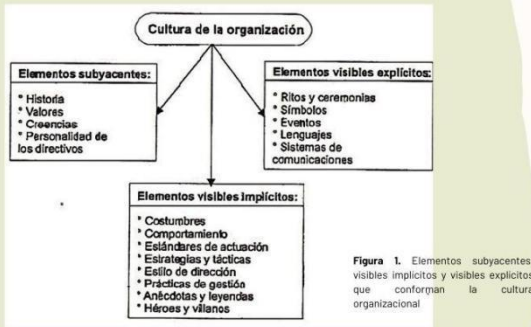 Cultura de la organización
Elementos subyacentes:
* Historia
* Valores
* Creencias
* Personalidad de
los directivos
Elementos visibles explícitos:
* Ritos y ceremonias
* Símbolos
* Eventos
* Lenguajes
* Sistemas de
comunicaciones
Elementos visibles implícitos:
* Costumbres
* Comportamiento
* Estándares de actuación
* Estrategias y tácticas
* Estilo de dirección
* Prácticas de gestión
* Anécdotas y leyendas
* Héroes y villanos
Figura 1. Elementos subyacentes
visibles implícitos y visibles explícitos
que conforman la cultura
organizacional